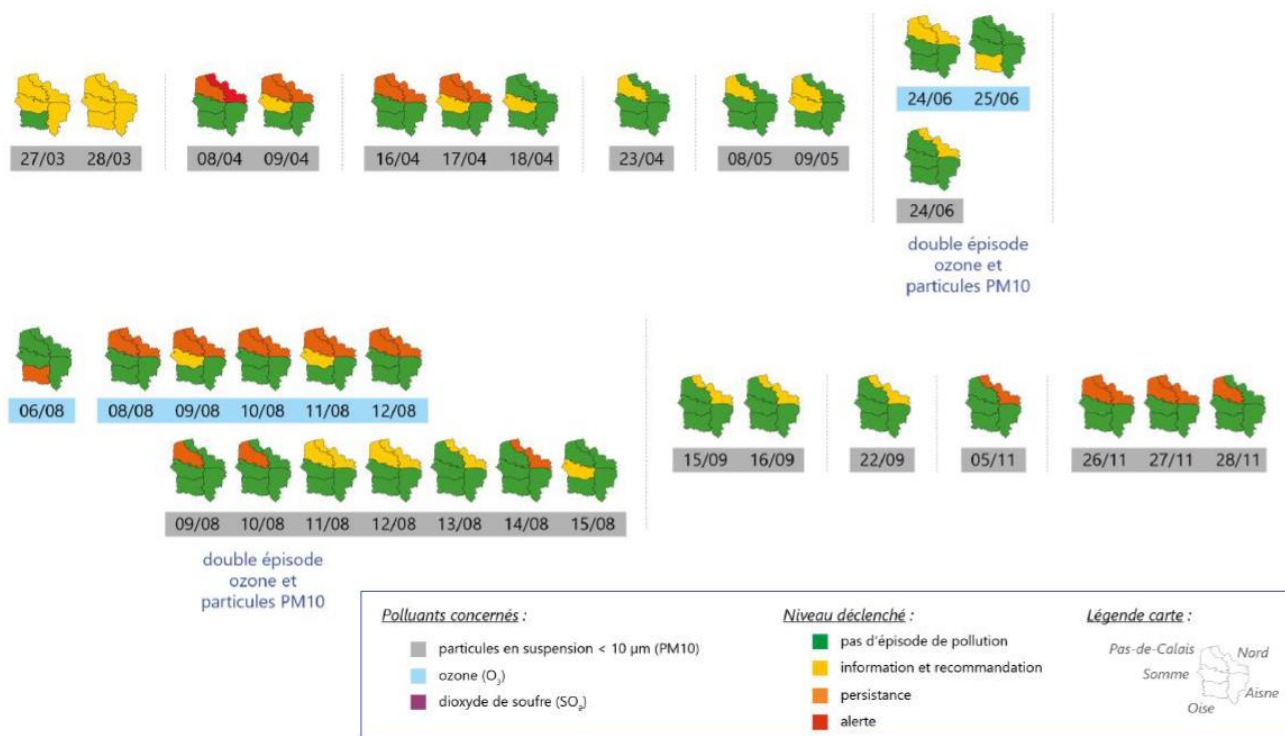 24/06 25/06
27/03 28/03 08/04 09/04 16/04 17/04 18/04 23/04 08/05 09/05
24/06
double épisode
ozone et
particules PM10
06/08 08/08 09/08 10/08 11/08 12/08
15/09 16/09 22/09 05/11 26/11 27/11 28/11
09/08 10/08 11/08 12/08 13/08 14/08 15/08
double épisode
ozone et
particules PM10
Polluants concernés :
particules en suspension < 10 µm (PM10)
ozone (O₃)
dioxyde de soufre (SO₂)
Niveau déclenché :
pas d'épisode de pollution
information et recommandation
persistance
alerte
Légende carte :
Pas-de-Calais
Nord
Somme
Aisne
Oise